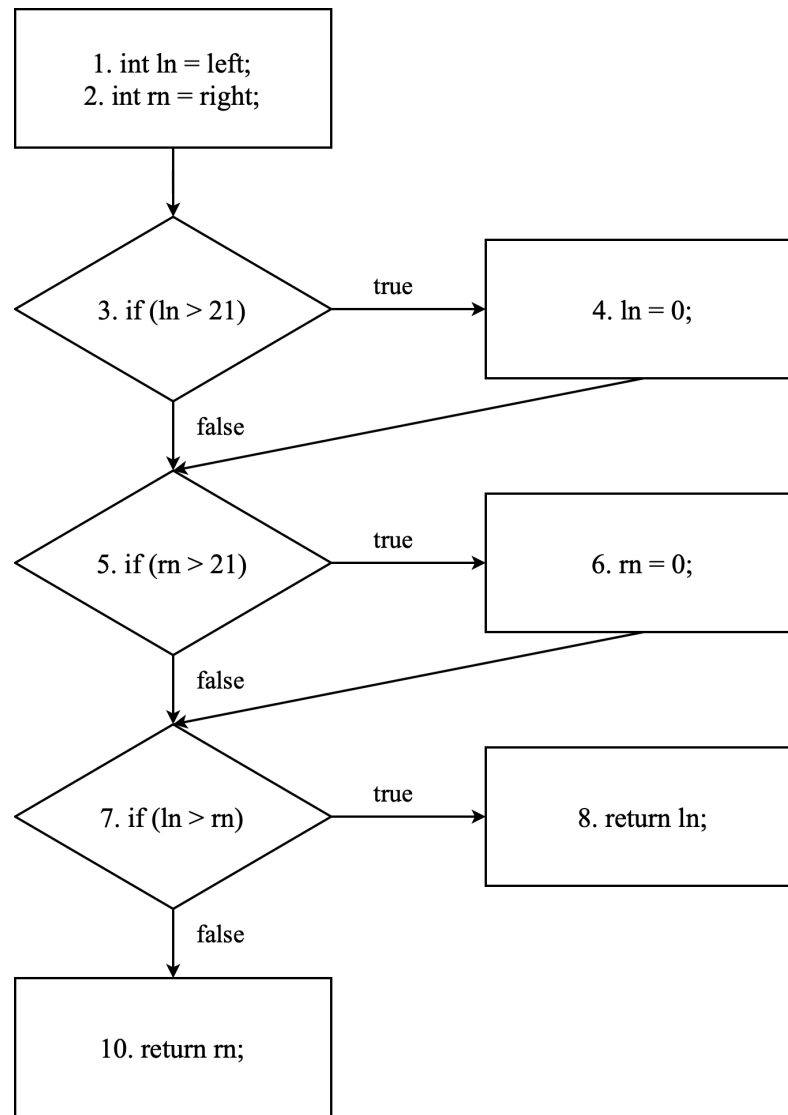 1. int ln = left;
2. int rn = right;
3. if (ln > 21)
true
4. ln = 0;
false
5. if (rn > 21)
true
6. rn = 0;
false
7. if (ln > rn)
true
8. return ln;
false
10. return rn;